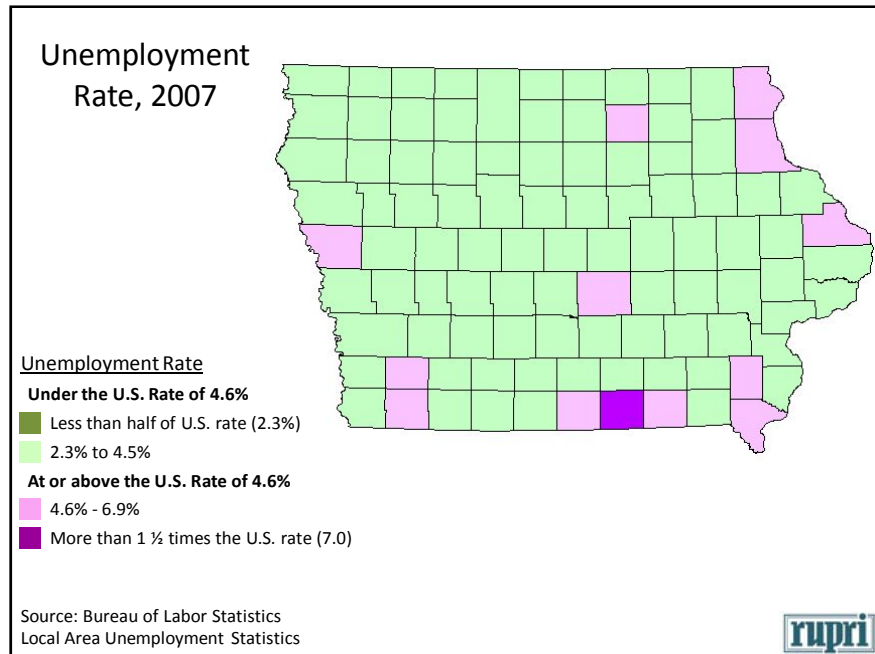 Unemployment
Rate, 2007
Unemployment Rate
Under the U.S. Rate of 4.6%
Less than half of U.S. rate (2.3%)
2.3% to 4.5%
At or above the U.S. Rate of 4.6%
4.6% - 6.9%
More than 1 ½ times the U.S. rate (7.0)
Source: Bureau of Labor Statistics
Local Area Unemployment Statistics
rupri